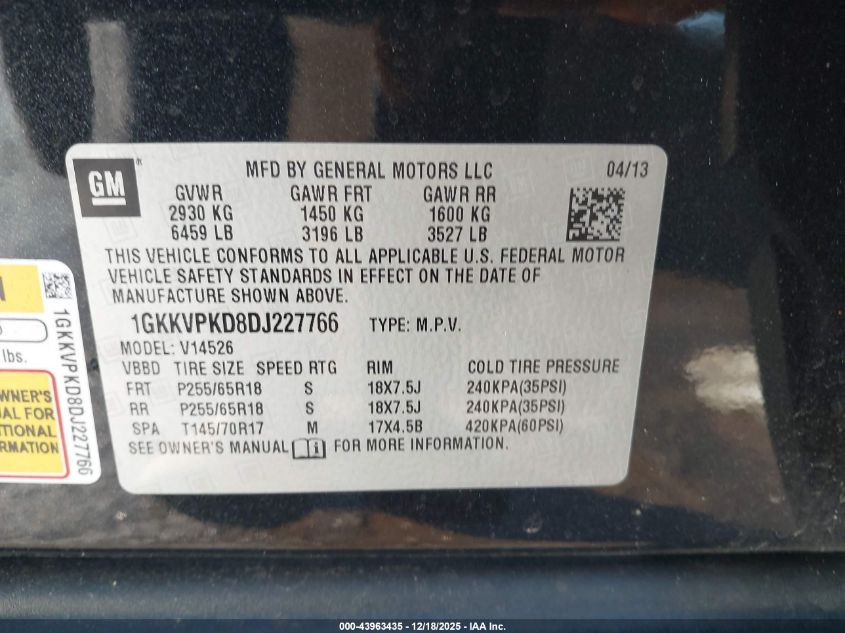 GM
MFD BY GENERAL MOTORS LLC 04/13
GVWR GAWR FRT GAWR RR
2930 KG 1450 KG 1600 KG
6459 LB 3196 LB 3527 LB
THIS VEHICLE CONFORMS TO ALL APPLICABLE U.S. FEDERAL MOTOR
VEHICLE SAFETY STANDARDS IN EFFECT ON THE DATE OF
MANUFACTURE SHOWN ABOVE.
1GKKVPKD8DJ227766 TYPE: M.P.V.
MODEL: V14526
VBBD TIRE SIZE SPEED RTG RIM COLD TIRE PRESSURE
FRT P255/65R18 S 18X7.5J 240KPA(35PSI)
RR P255/65R18 S 18X7.5J 240KPA(35PSI)
SPA T145/70R17 M 17X4.5B 420KPA(60PSI)
SEE OWNER'S MANUAL FOR MORE INFORMATION.
lbs.
WNER'S
UAL FOR
ITIONAL
RMATION
1GKKVPKD8DJ227766
000-43963435 - 12/18/2025 - IAA Inc.